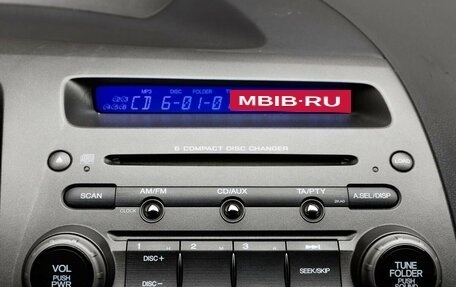 MP3 DISC FOLDER
CD 6-01-0
MBIB·RU
6 COMPACT DISC CHANGER
LOAD
SCAN AM/FM CD/AUX TA/PTY A.SEL/DISP
CLOCK
1 2 3
VOL
PUSH
PWR
DISC +
DISC −
SEEK/SKIP
TUNE
FOLDER
PUSH
SOUND